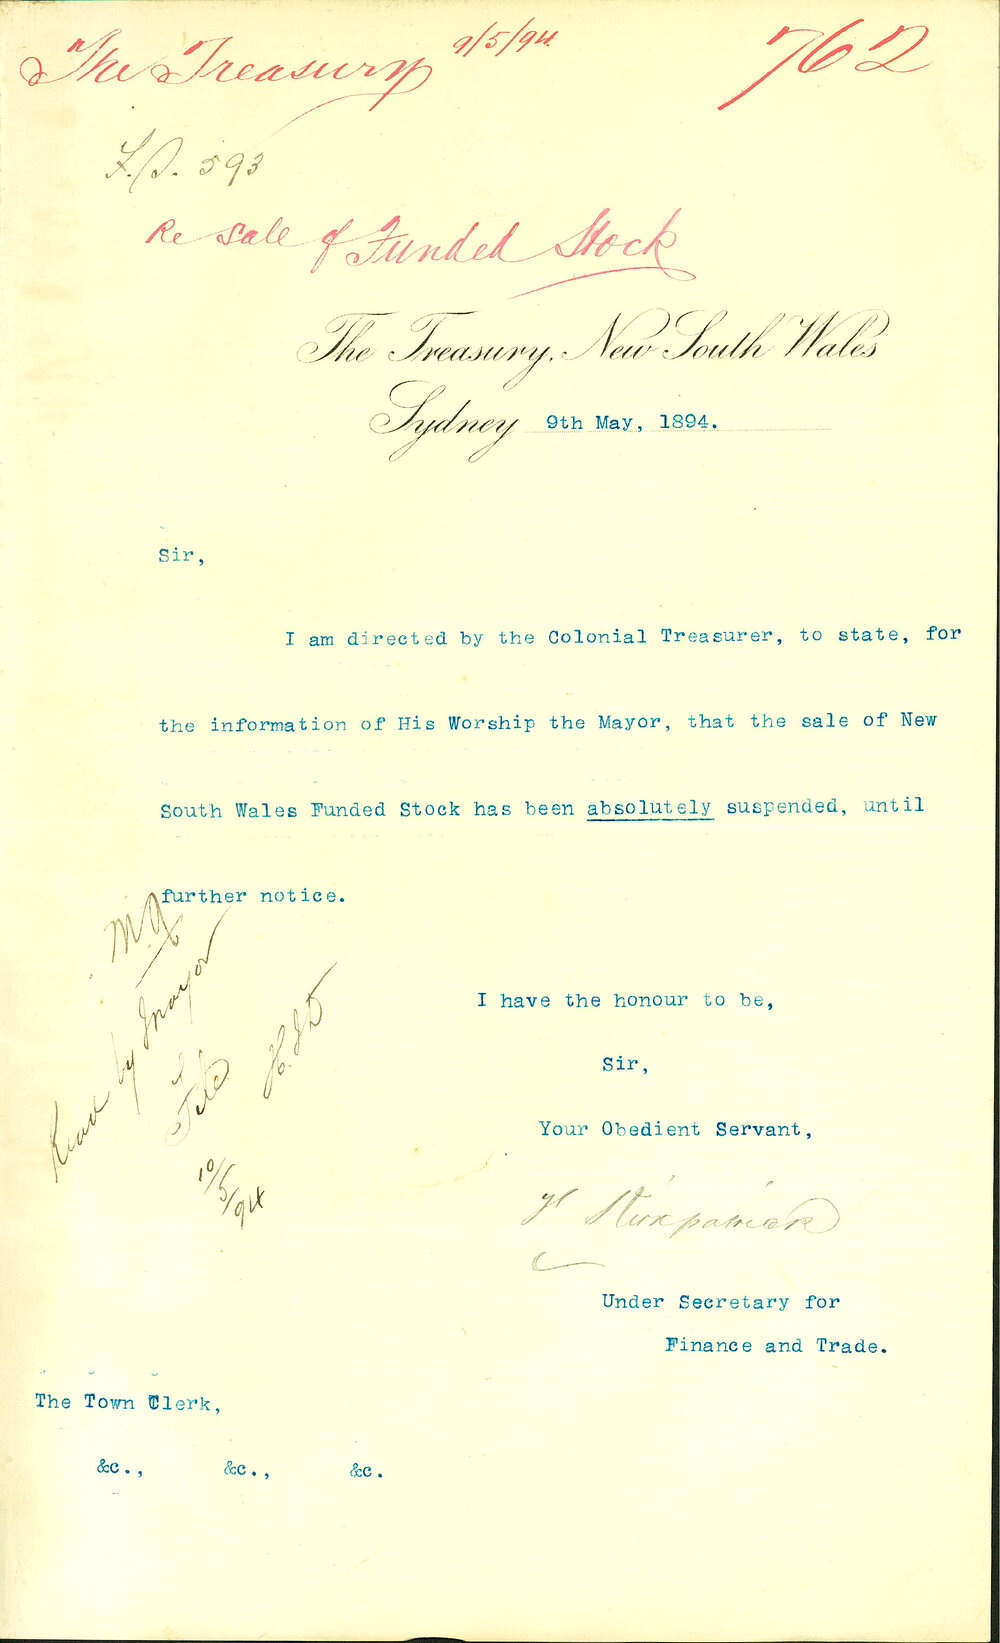 The Treasury 9/5/94 762
F.D. 593
Re Sale of Funded Stock
The Treasury, New South Wales
Sydney 9th May, 1894.
Sir,
I am directed by the Colonial Treasurer, to state, for
the information of His Worship the Mayor, that the sale of New
South Wales Funded Stock has been absolutely suspended, until
further notice.
I have the honour to be,
Sir,
Your Obedient Servant,
Kirkpatrick
Under Secretary for
Finance and Trade.
Read by Mayor
File
10/5/94
The Town Clerk,
&c., &c., &c.